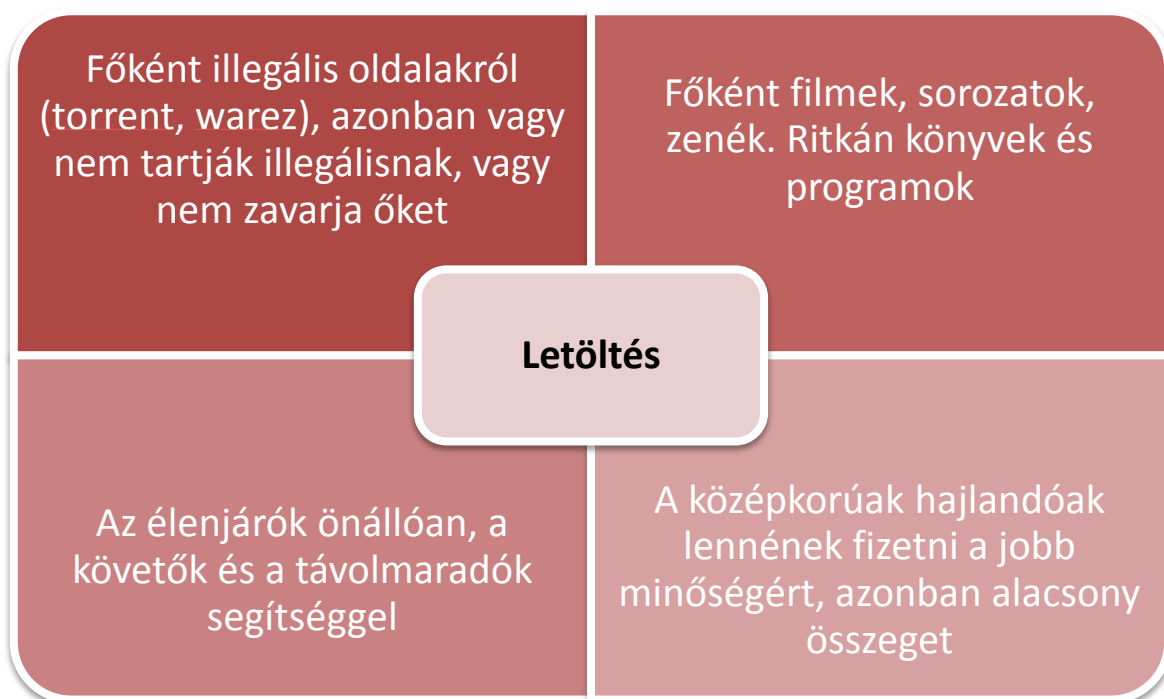 Főként illegális oldalakról
(torrent, warez), azonban vagy
nem tartják illegálisnak, vagy
nem zavarja őket
Főként filmek, sorozatok,
zenék. Ritkán könyvek és
programok
Letöltés
Az élenjárók önállóan, a
követők és a távolmaradók
segítséggel
A középkorúak hajlandóak
lennének fizetni a jobb
minőségért, azonban alacsony
összeget